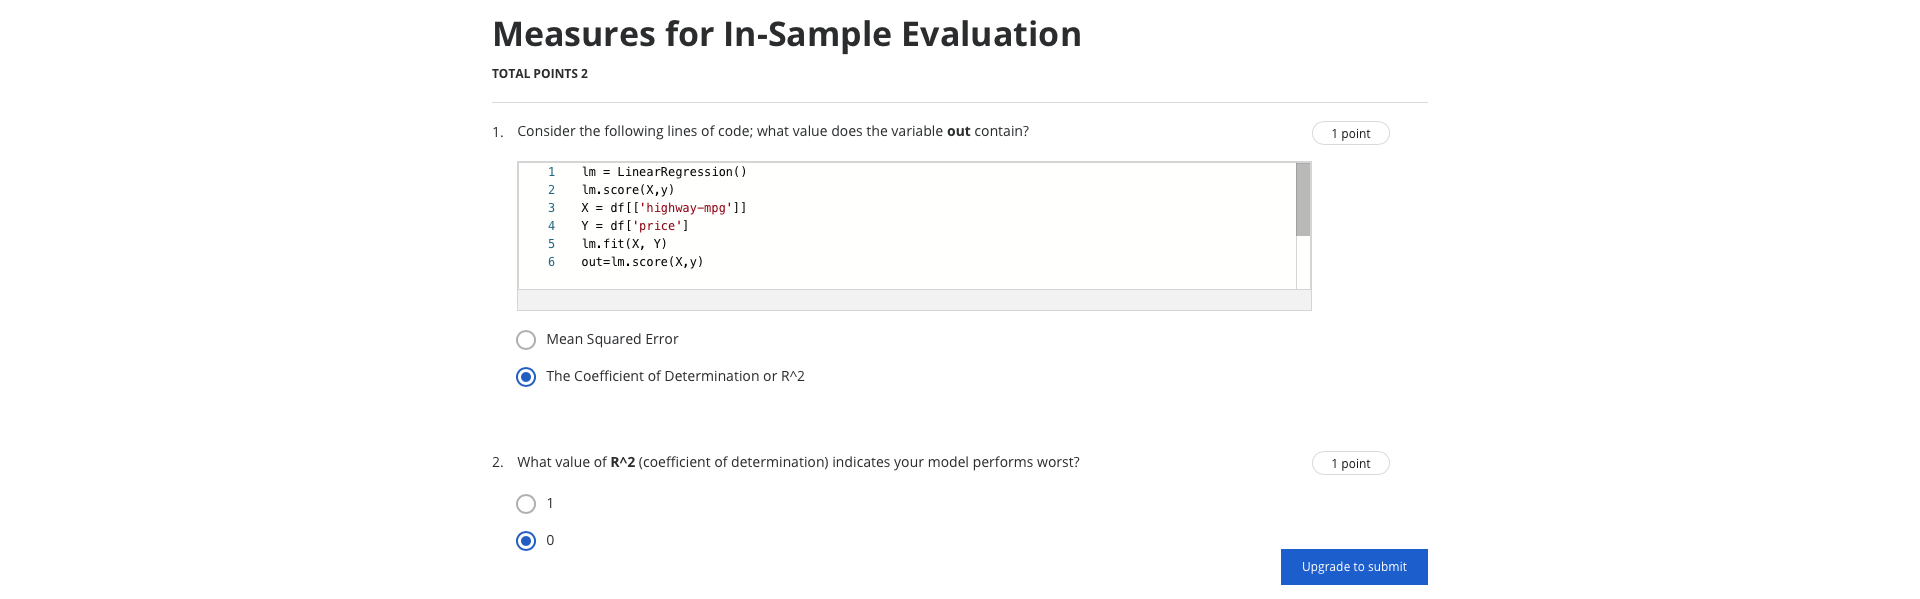 Measures for In-Sample Evaluation
TOTAL POINTS 2
1. Consider the following lines of code; what value does the variable out contain?
1 point
1 lm = LinearRegression()
2 lm.score(X,y)
3 X = df[['highway-mpg']]
4 Y = df['price']
5 lm.fit(X, Y)
6 out=lm.score(X,y)
Mean Squared Error
The Coefficient of Determination or R^2
2. What value of R^2 (coefficient of determination) indicates your model performs worst?
1 point
1
0
Upgrade to submit